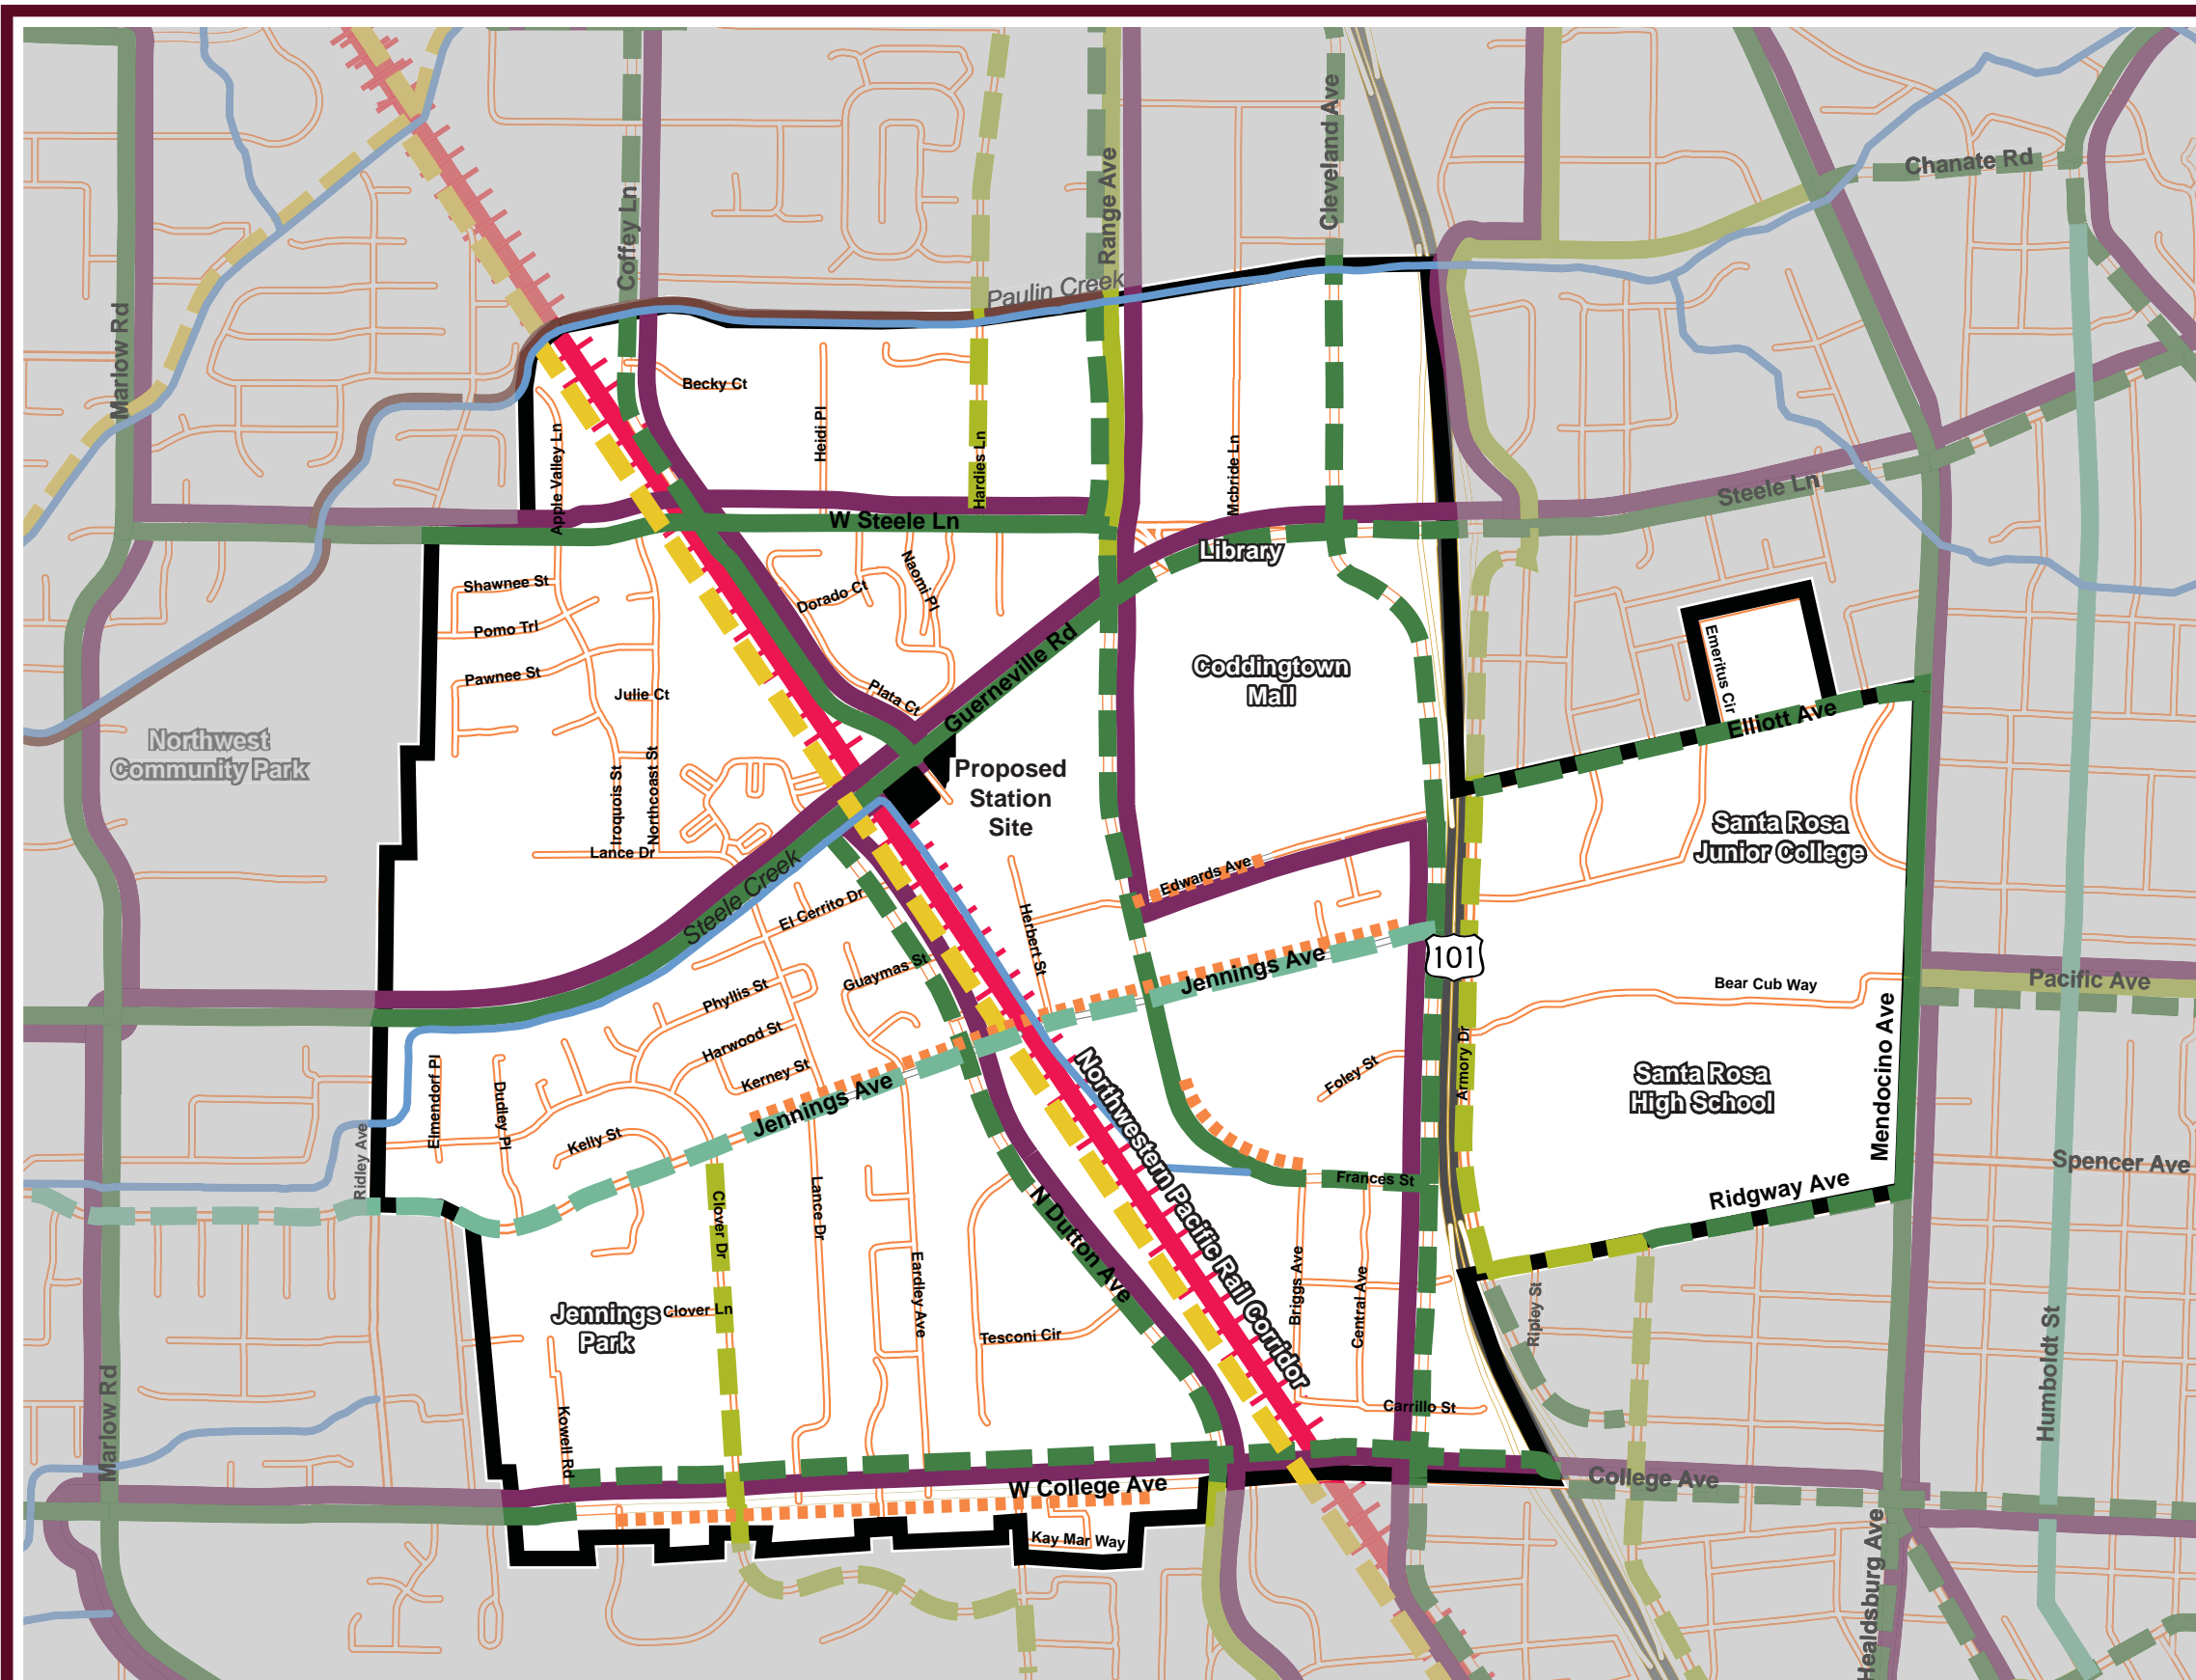 Chanate Rd
Cleveland Ave
Range Ave
Coffey Ln
Paulin Creek
Marlow Rd
Becky Ct
Heidi Pl
Hardies Ln
Apple Valley Ln
Mcbride Ln
Steele Ln
W Steele Ln
Library
Shawnee St
Dorado Ct
Naomi Pl
Pomo Trl
Guerneville Rd
Emeritus Cir
Pawnee St
Julie Ct
Plata Ct
Coddingtown
Mall
Elliott Ave
Northwest
Community Park
Iroquois St
Northcoast St
Proposed
Station
Site
Santa Rosa
Junior College
Lance Dr
Steele Creek
Edwards Ave
El Cerrito Dr
Herbert St
Jennings Ave
101
Guaymas St
Phyllis St
Bear Cub Way
Pacific Ave
Mendocino Ave
Harwood St
Kerney St
Jennings Ave
Foley St
Armory Dr
Santa Rosa
High School
Elmendorf Pl
Dudley Pl
Kelly St
Ridley Ave
Northwestern Pacific Rail Corridor
Frances St
Spencer Ave
Ridgway Ave
Clover Dr
Lance Dr
N Dutton Ave
Eardley Ave
Briggs Ave
Central Ave
Ripley St
Humboldt St
Jennings
Park
Clover Ln
Tesconi Cir
Marlow Rd
Kowell Rd
Carrillo St
W College Ave
College Ave
Kay Mar Way
Healdsburg Ave